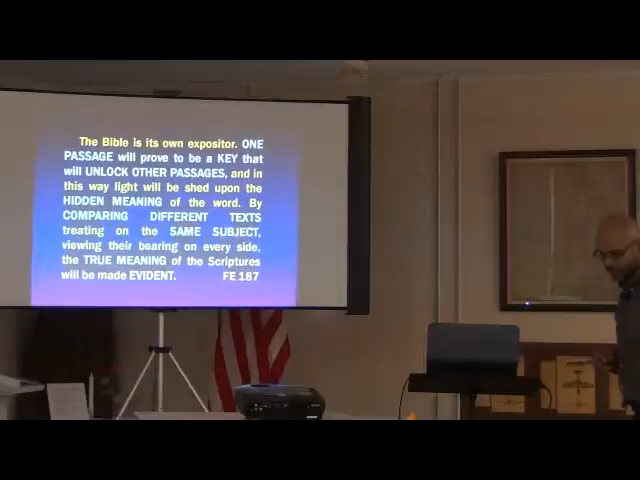 The Bible is its own expositor. ONE
PASSAGE will prove to be a KEY that
will UNLOCK OTHER PASSAGES, and in
this way light will be shed upon the
HIDDEN MEANING of the word. By
COMPARING DIFFERENT TEXTS
treating on the SAME SUBJECT,
viewing their bearing on every side,
the TRUE MEANING of the Scriptures
will be made EVIDENT. FE 187